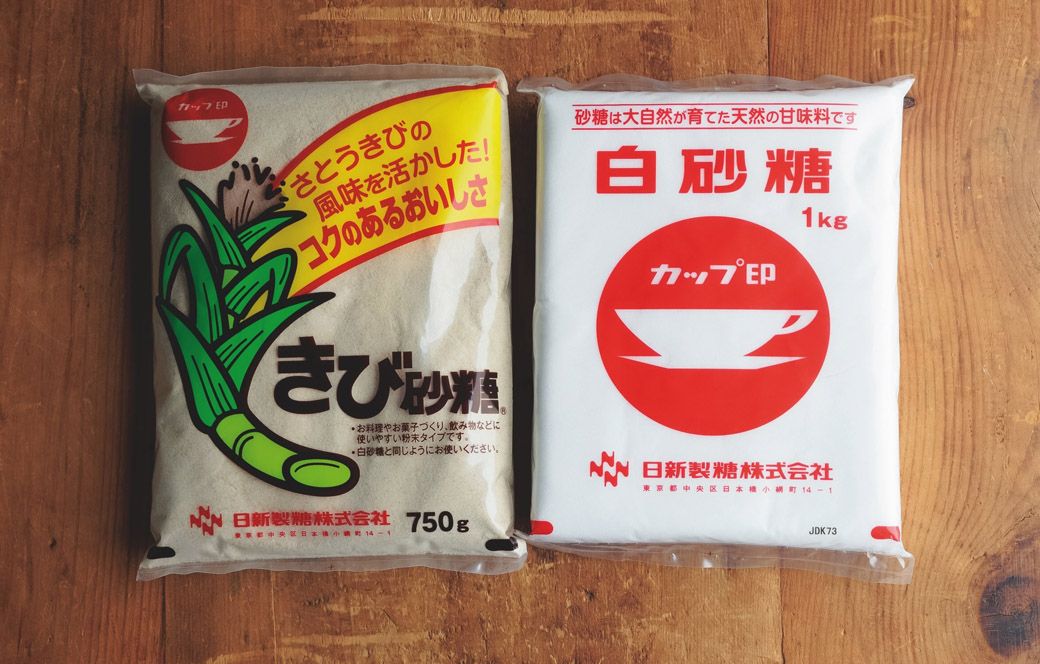 カップ印
さとうきびの
風味を活かした!
コクのあるおいしさ
きび砂糖®
・お料理やお菓子づくり、飲み物などに
使いやすい粉末タイプです。
・白砂糖と同じようにお使いください。
日新製糖株式会社
東京都中央区日本橋小網町14-1
750g
砂糖は大自然が育てた天然の甘味料です
白砂糖
1kg
カップ印
日新製糖株式会社
東京都中央区日本橋小網町14-1
JDK73